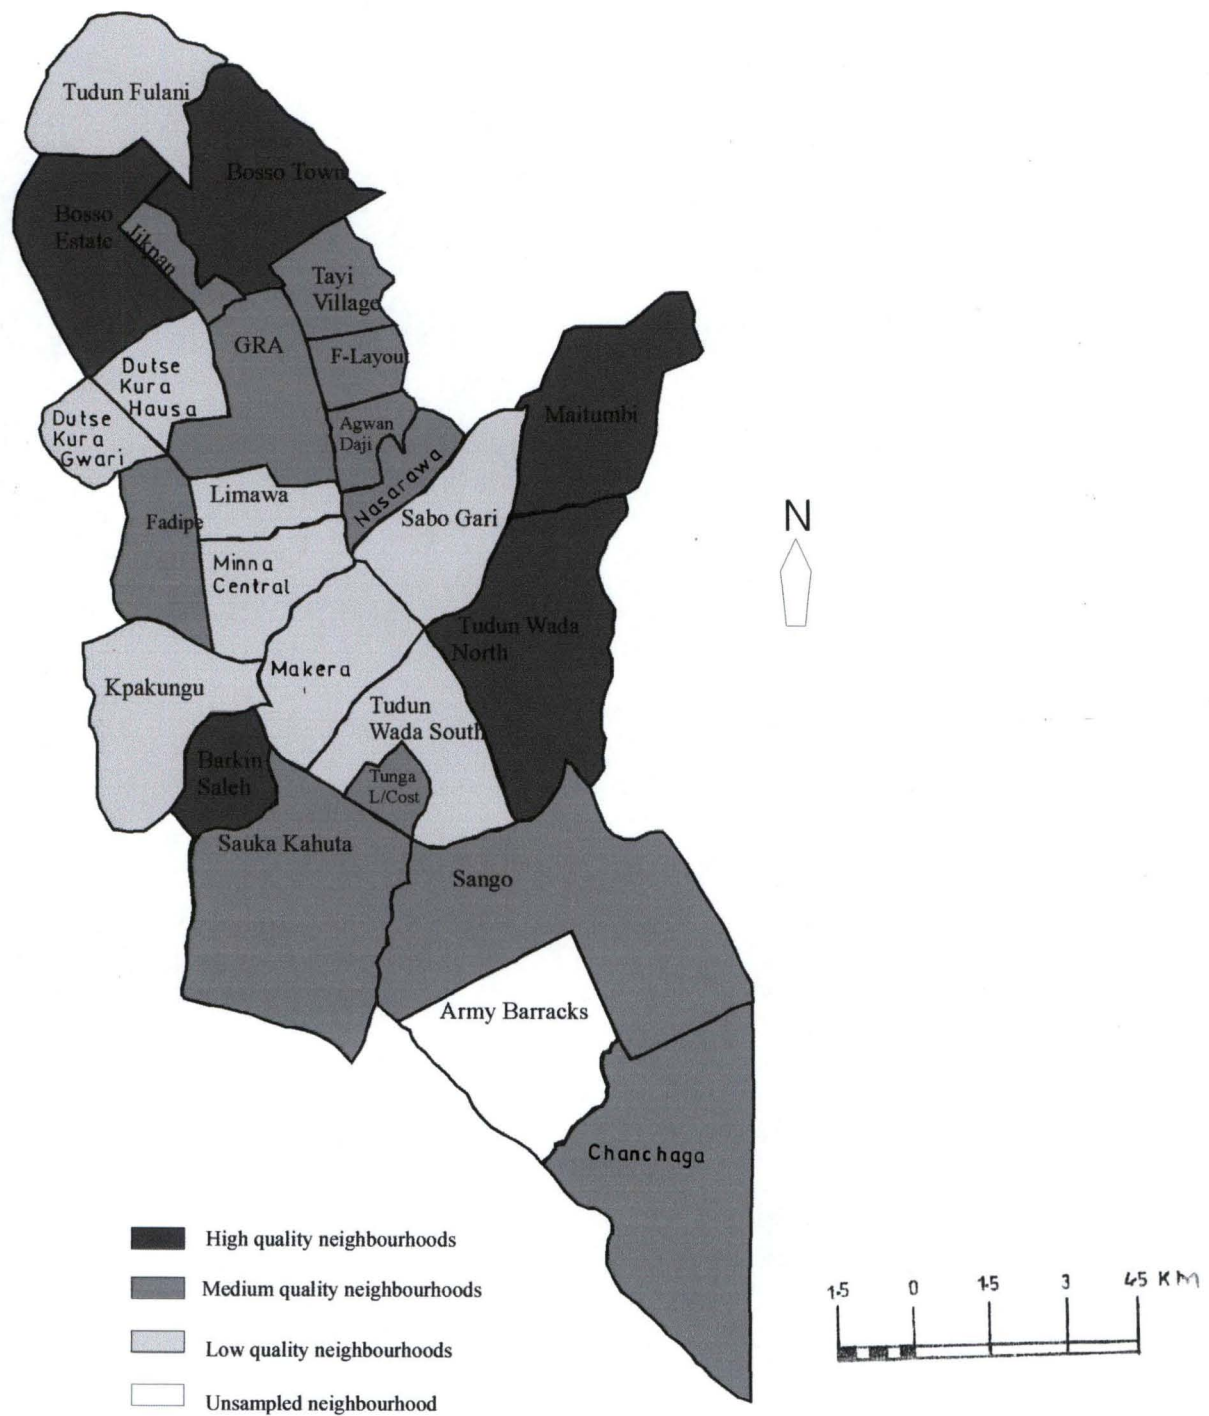 Tudun Fulani
Bosso Town
Bosso
Estate
Jikpan
Tayi
Village
GRA
F-Layout
Dutse
Kura
Hausa
Dutse
Kura
Gwari
Agwan
Daji
Maitumbi
Nasarawa
Limawa
Sabo Gari
Fadipe
Minna
Central
N
Tudun Wada
North
Makera
Kpakungu
Tudun
Wada South
Barkin
Saleh
Tunga
L/Cost
Sauka Kahuta
Sango
Army Barracks
Chanchaga
High quality neighbourhoods
Medium quality neighbourhoods
Low quality neighbourhoods
Unsampled neighbourhood
1·5 0 1·5 3 4·5 KM